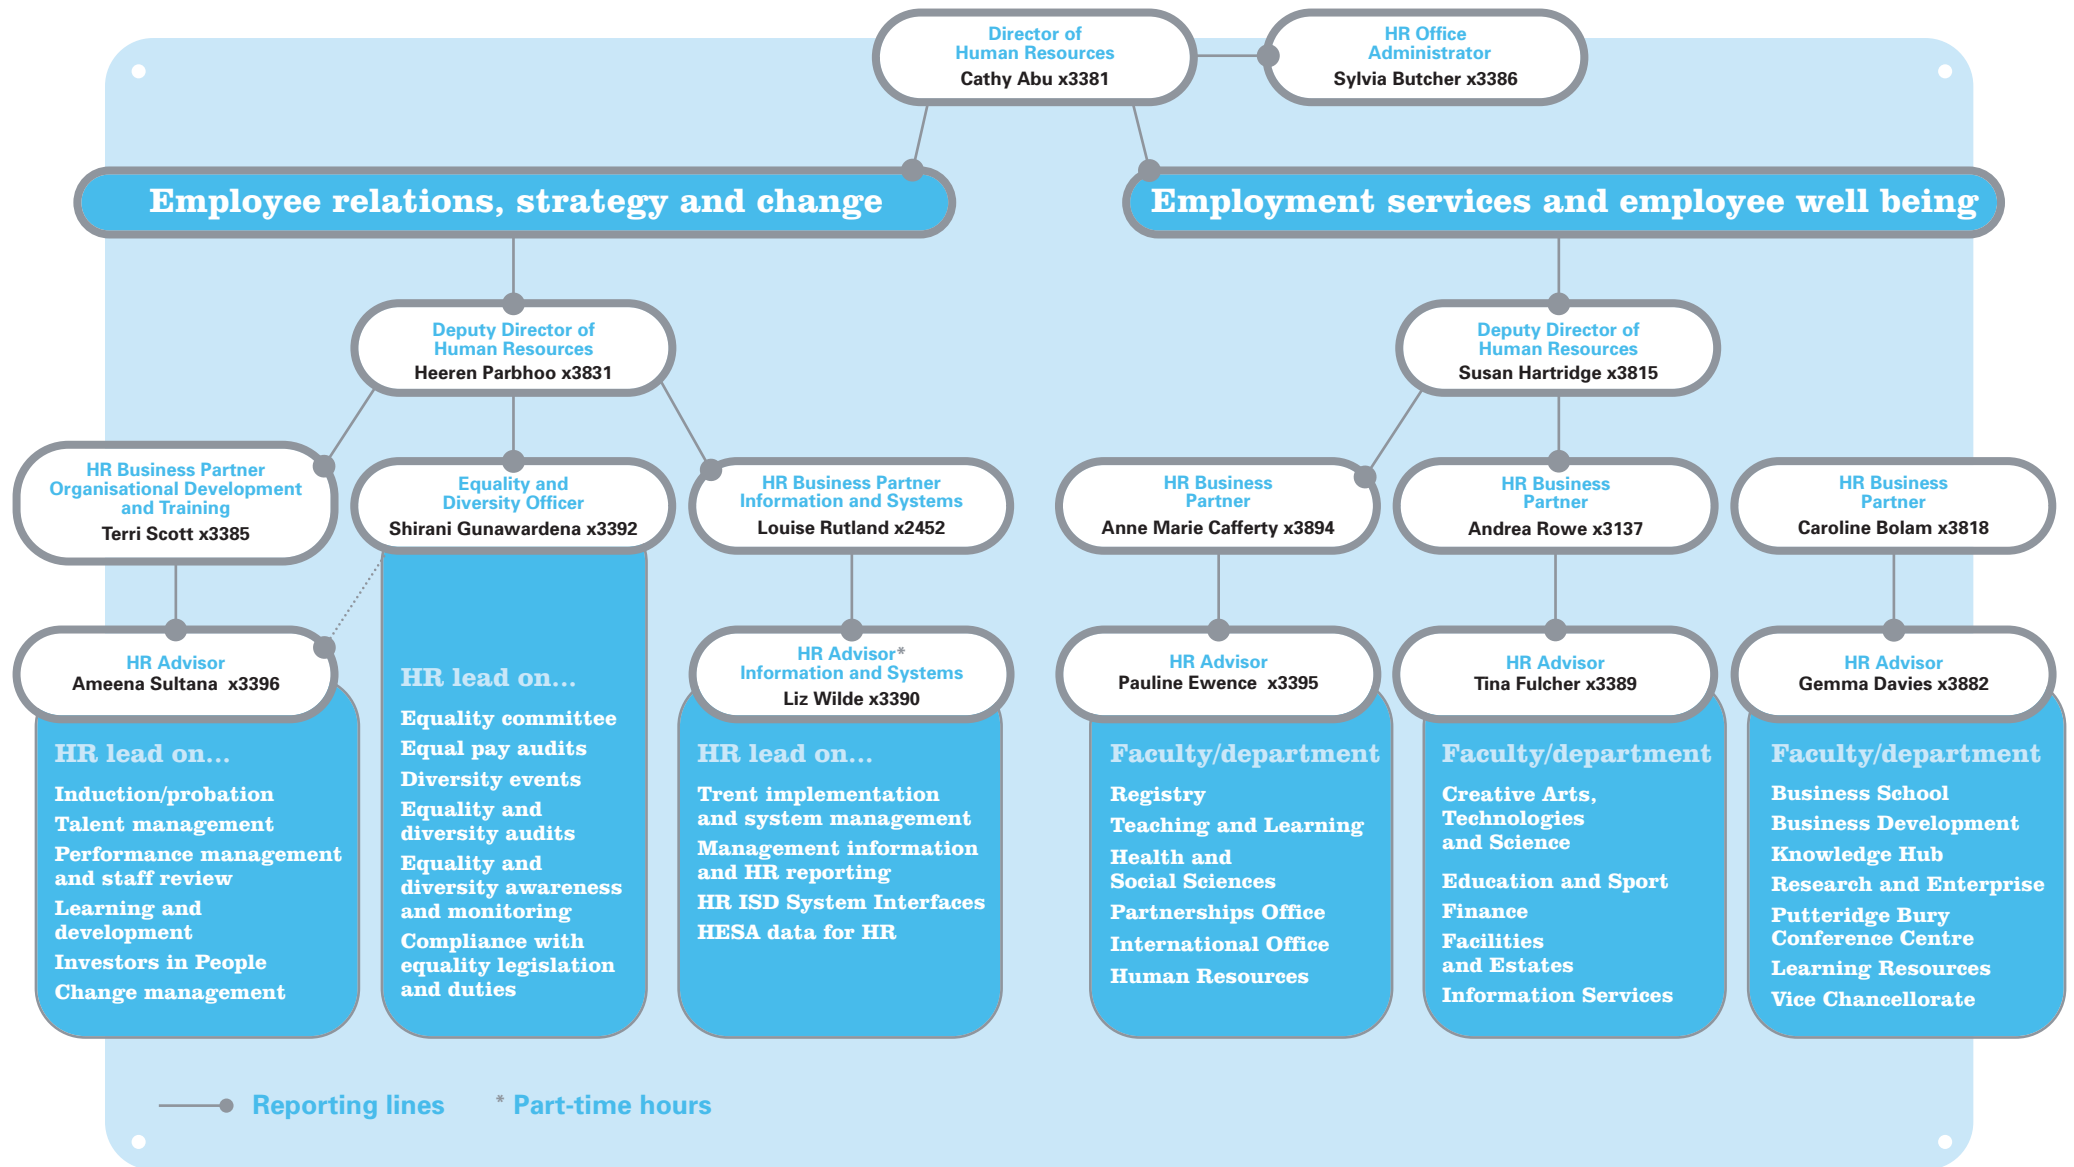 Director of
Human Resources
Cathy Abu x3381
HR Office
Administrator
Sylvia Butcher x3386
Employee relations, strategy and change
Employment services and employee well being
Deputy Director of
Human Resources
Heeren Parbhoo x3831
Deputy Director of
Human Resources
Susan Hartridge x3815
HR Business Partner
Organisational Development
and Training
Terri Scott x3385
Equality and
Diversity Officer
Shirani Gunawardena x3392
HR Business Partner
Information and Systems
Louise Rutland x2452
HR Business
Partner
Anne Marie Cafferty x3894
HR Business
Partner
Andrea Rowe x3137
HR Business
Partner
Caroline Bolam x3818
HR Advisor
Ameena Sultana x3396
HR lead on...
Induction/probation
Talent management
Performance management
and staff review
Learning and
development
Investors in People
Change management
HR lead on...
Equality committee
Equal pay audits
Diversity events
Equality and
diversity audits
Equality and
diversity awareness
and monitoring
Compliance with
equality legislation
and duties
HR Advisor*
Information and Systems
Liz Wilde x3390
HR lead on...
Trent implementation
and system management
Management information
and HR reporting
HR ISD System Interfaces
HESA data for HR
HR Advisor
Pauline Ewence x3395
Faculty/department
Registry
Teaching and Learning
Health and
Social Sciences
Partnerships Office
International Office
Human Resources
HR Advisor
Tina Fulcher x3389
Faculty/department
Creative Arts,
Technologies
and Science
Education and Sport
Finance
Facilities
and Estates
Information Services
HR Advisor
Gemma Davies x3882
Faculty/department
Business School
Business Development
Knowledge Hub
Research and Enterprise
Putteridge Bury
Conference Centre
Learning Resources
Vice Chancellorate
Reporting lines
* Part-time hours